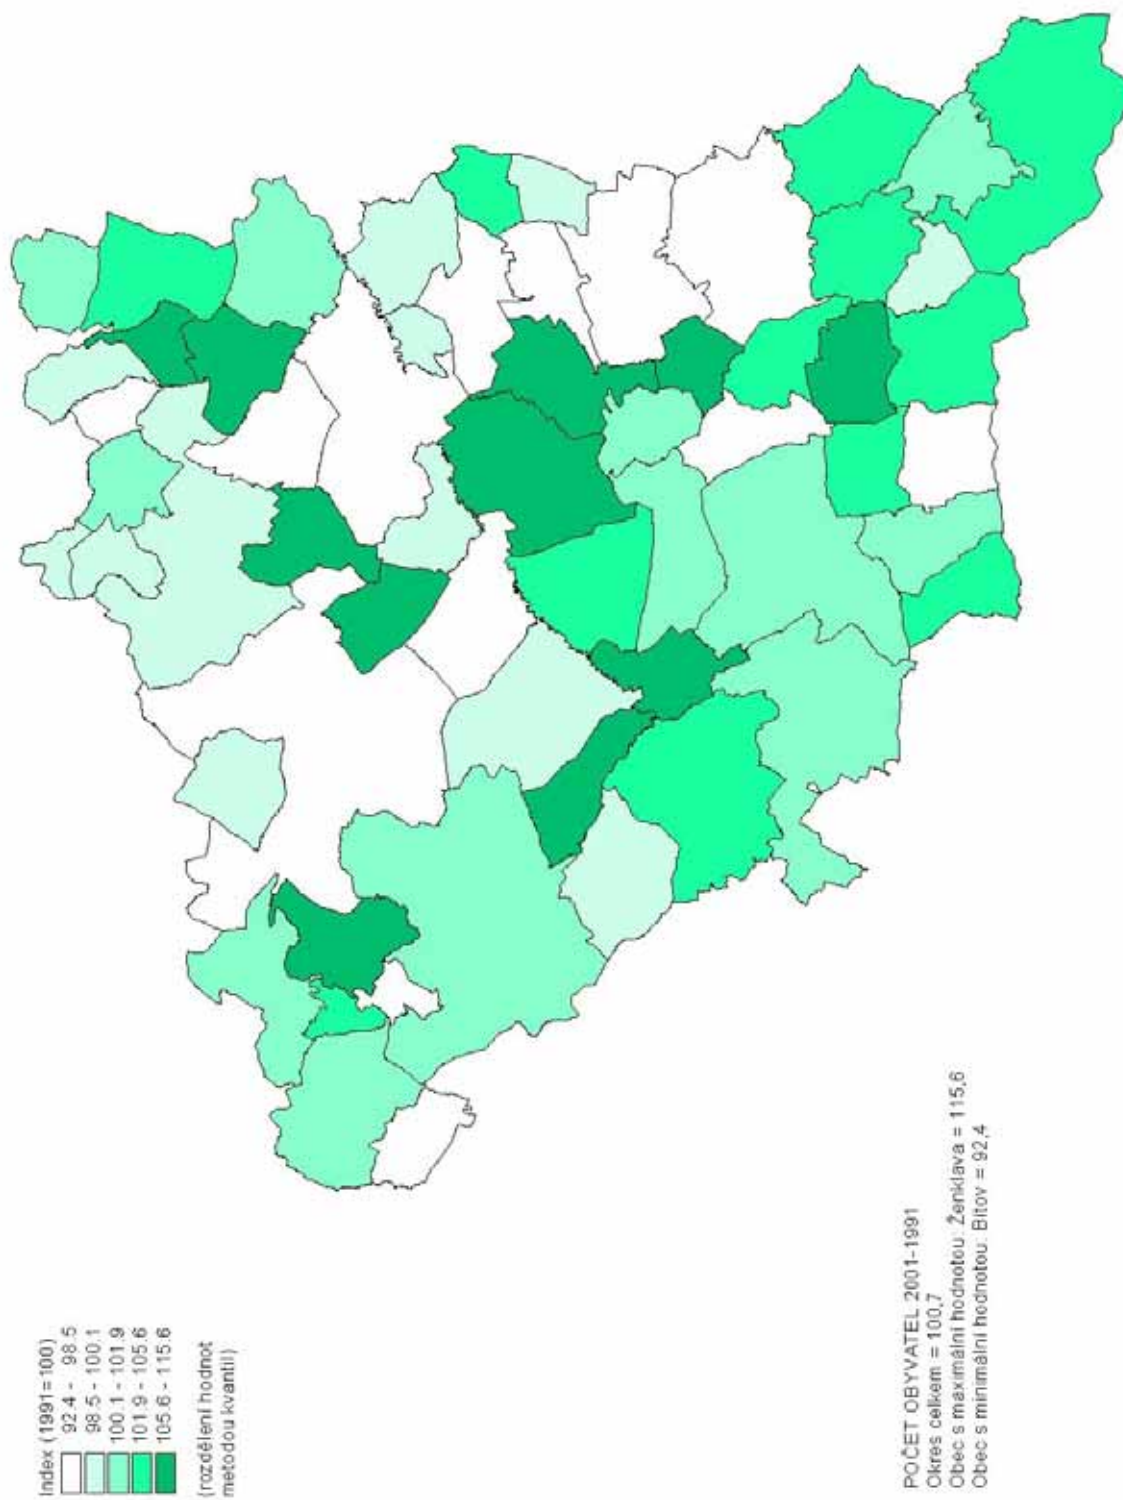 Index (1991=100)
92.4 - 98.5
98.5 - 100.1
100.1 - 101.9
101.9 - 105.6
105.6 - 115.6
(rozdělení hodnot
metodou kvantil)
POČET OBYVATEL 2001-1991
Okres celkem = 100,7
Obec s maximální hodnotou: Ženklava = 115,6
Obec s minimální hodnotou: Bítov = 92,4